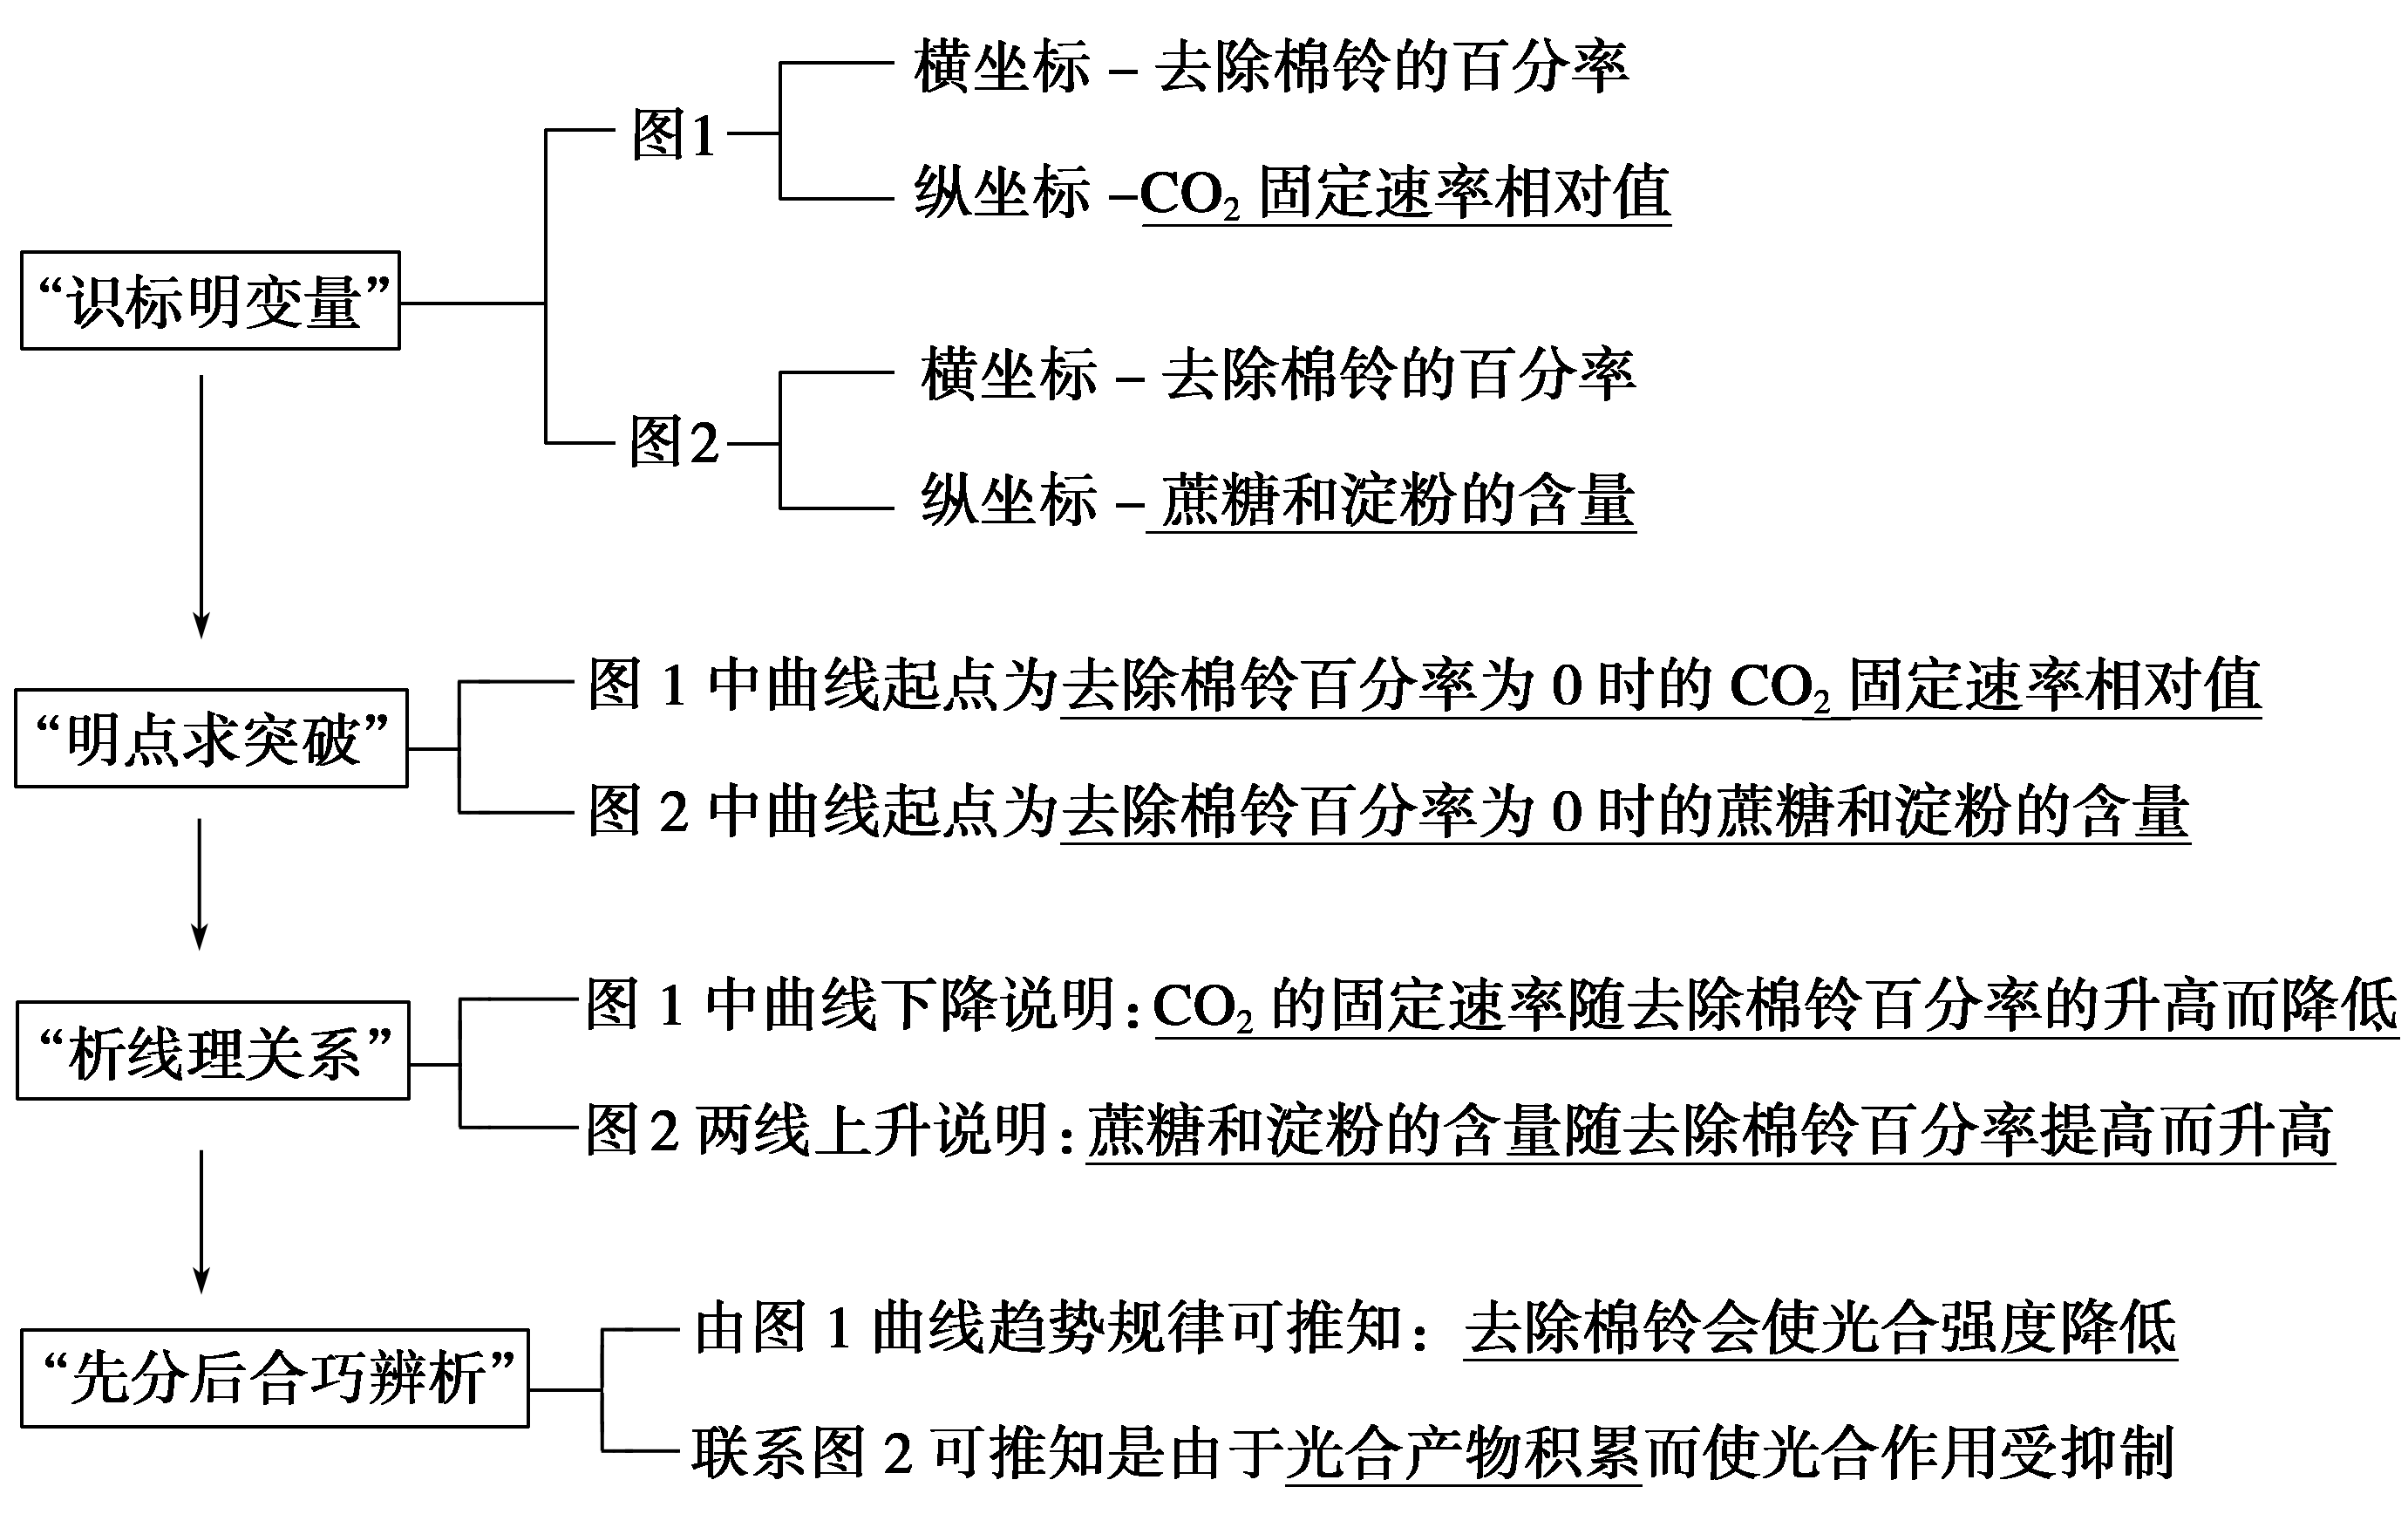 横坐标－去除棉铃的百分率
图1
纵坐标－CO₂固定速率相对值
“识标明变量”
横坐标－去除棉铃的百分率
图2
纵坐标－蔗糖和淀粉的含量
图1中曲线起点为去除棉铃百分率为0时的CO₂固定速率相对值
“明点求突破”
图2中曲线起点为去除棉铃百分率为0时的蔗糖和淀粉的含量
图1中曲线下降说明：CO₂的固定速率随去除棉铃百分率的升高而降低
“析线理关系”
图2两线上升说明：蔗糖和淀粉的含量随去除棉铃百分率提高而升高
由图1曲线趋势规律可推知：去除棉铃会使光合强度降低
“先分后合巧辨析”
联系图2可推知是由于光合产物积累而使光合作用受抑制